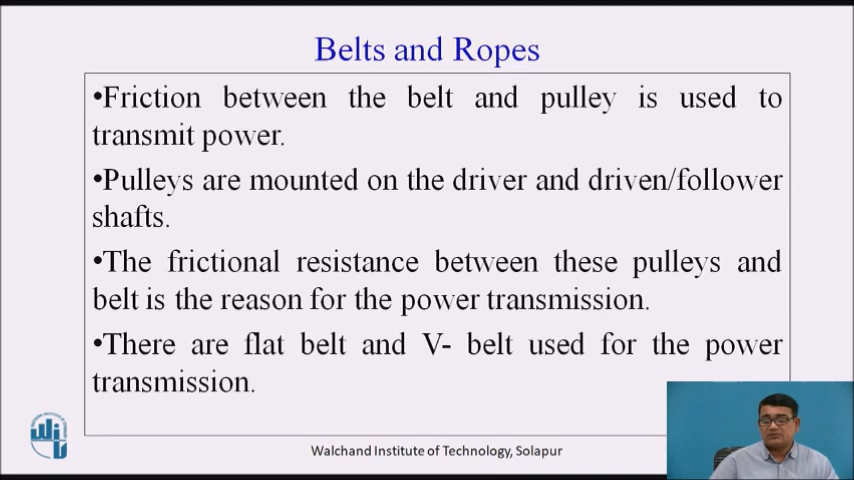 Belts and Ropes
•Friction between the belt and pulley is used to
transmit power.
•Pulleys are mounted on the driver and driven/follower
shafts.
•The frictional resistance between these pulleys and
belt is the reason for the power transmission.
•There are flat belt and V- belt used for the power
transmission.
Walchand Institute of Technology, Solapur